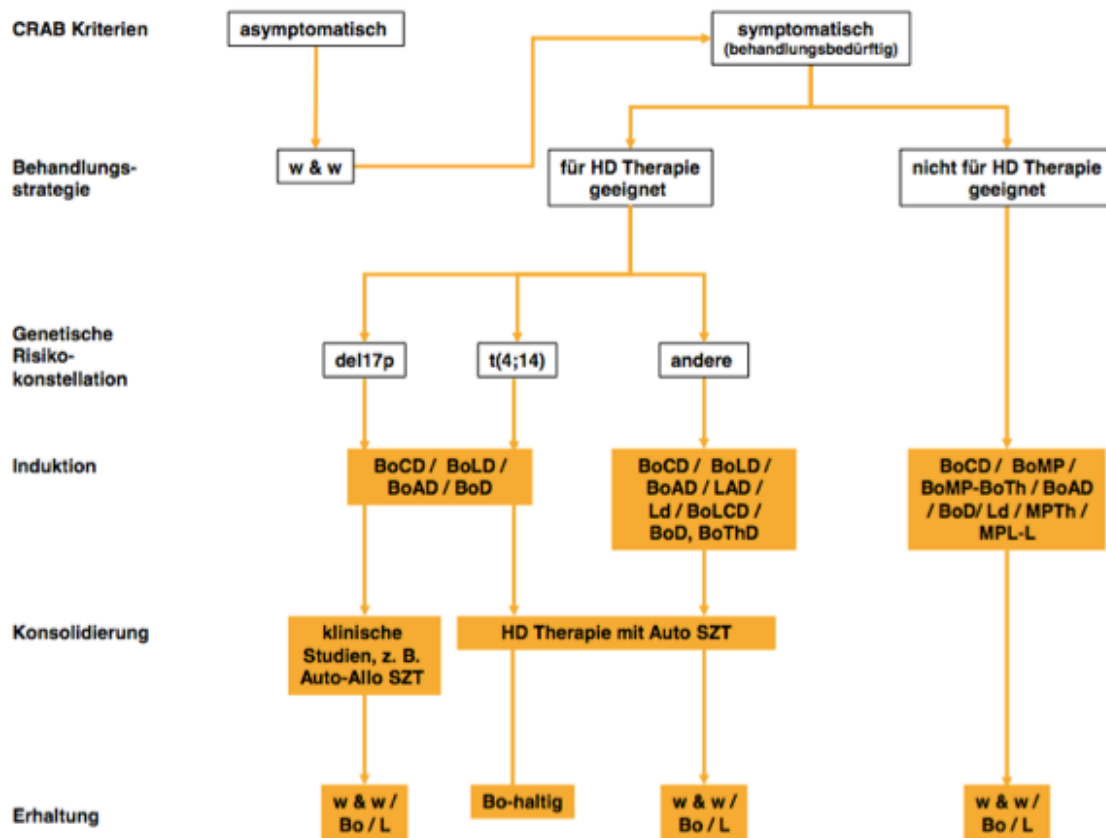 CRAB Kriterien
asymptomatisch
symptomatisch
(behandlungsbedürftig)
Behandlungs-
strategie
w & w
für HD Therapie
geeignet
nicht für HD Therapie
geeignet
Genetische
Risiko-
konstellation
del17p
t(4;14)
andere
Induktion
BoCD / BoLD /
BoAD / BoD
BoCD / BoLD /
BoAD / LAD /
Ld / BoLCD /
BoD, BoThD
BoCD / BoMP /
BoMP-BoTh / BoAD
/ BoD/ Ld / MPTh /
MPL-L
Konsolidierung
klinische
Studien, z. B.
Auto-Allo SZT
HD Therapie mit Auto SZT
Erhaltung
w & w /
Bo / L
Bo-haltig
w & w /
Bo / L
w & w /
Bo / L